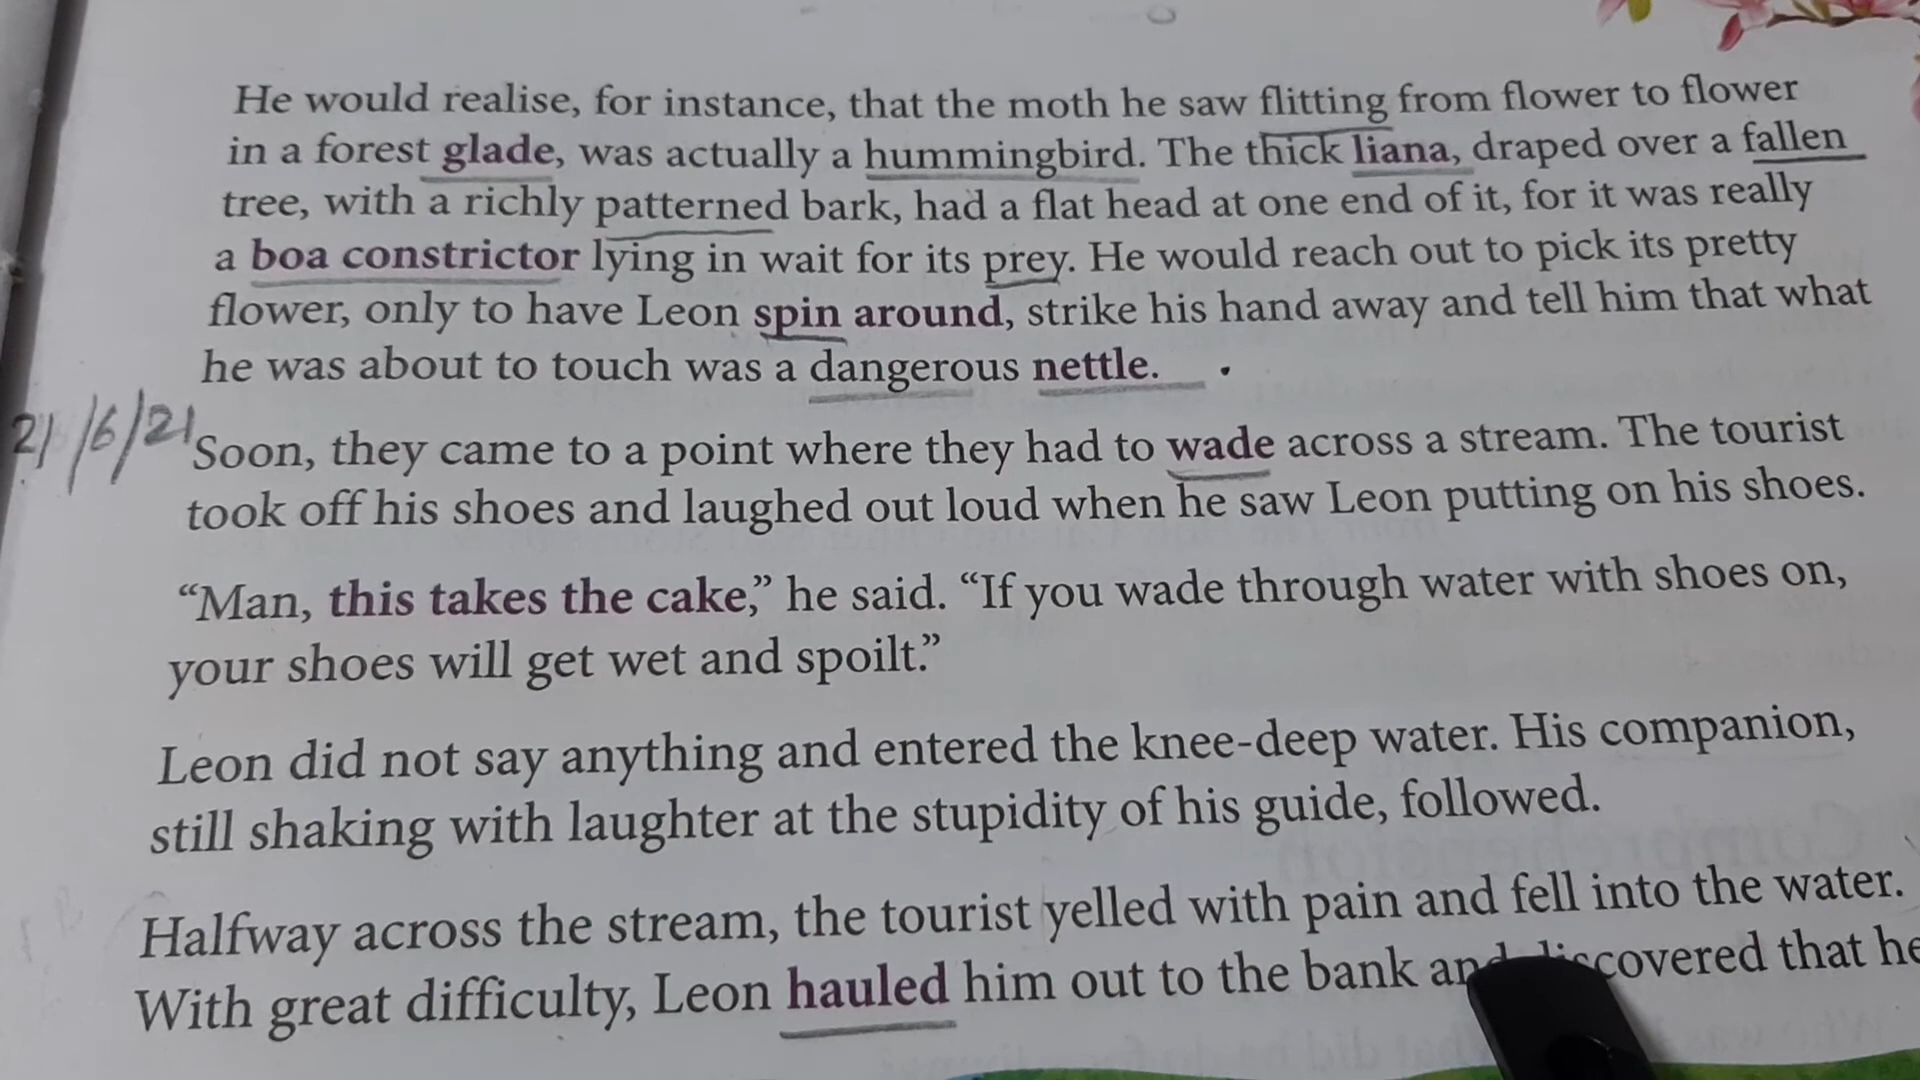 He would realise, for instance, that the moth he saw flitting from flower to flower
in a forest glade, was actually a hummingbird. The thick liana, draped over a fallen
tree, with a richly patterned bark, had a flat head at one end of it, for it was really
a boa constrictor lying in wait for its prey. He would reach out to pick its pretty
flower, only to have Leon spin around, strike his hand away and tell him that what
he was about to touch was a dangerous nettle.
21/6/21
Soon, they came to a point where they had to wade across a stream. The tourist
took off his shoes and laughed out loud when he saw Leon putting on his shoes.
“Man, this takes the cake,” he said. “If you wade through water with shoes on,
your shoes will get wet and spoilt.”
Leon did not say anything and entered the knee-deep water. His companion,
still shaking with laughter at the stupidity of his guide, followed.
Halfway across the stream, the tourist yelled with pain and fell into the water.
With great difficulty, Leon hauled him out to the bank and discovered that he